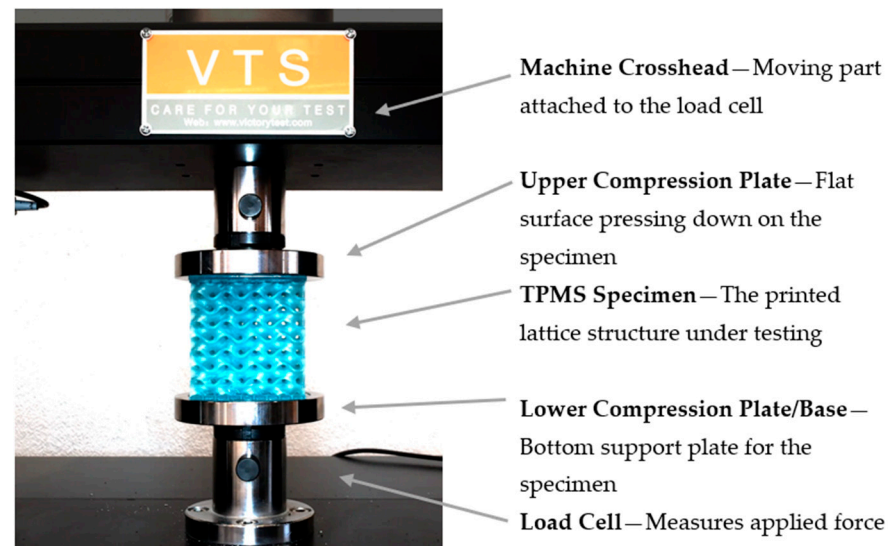 VTS
CARE FOR YOUR TEST
Web: www.victorytest.com
Machine Crosshead—Moving part
attached to the load cell
Upper Compression Plate—Flat
surface pressing down on the
specimen
TPMS Specimen—The printed
lattice structure under testing
Lower Compression Plate/Base—
Bottom support plate for the
specimen
Load Cell—Measures applied force